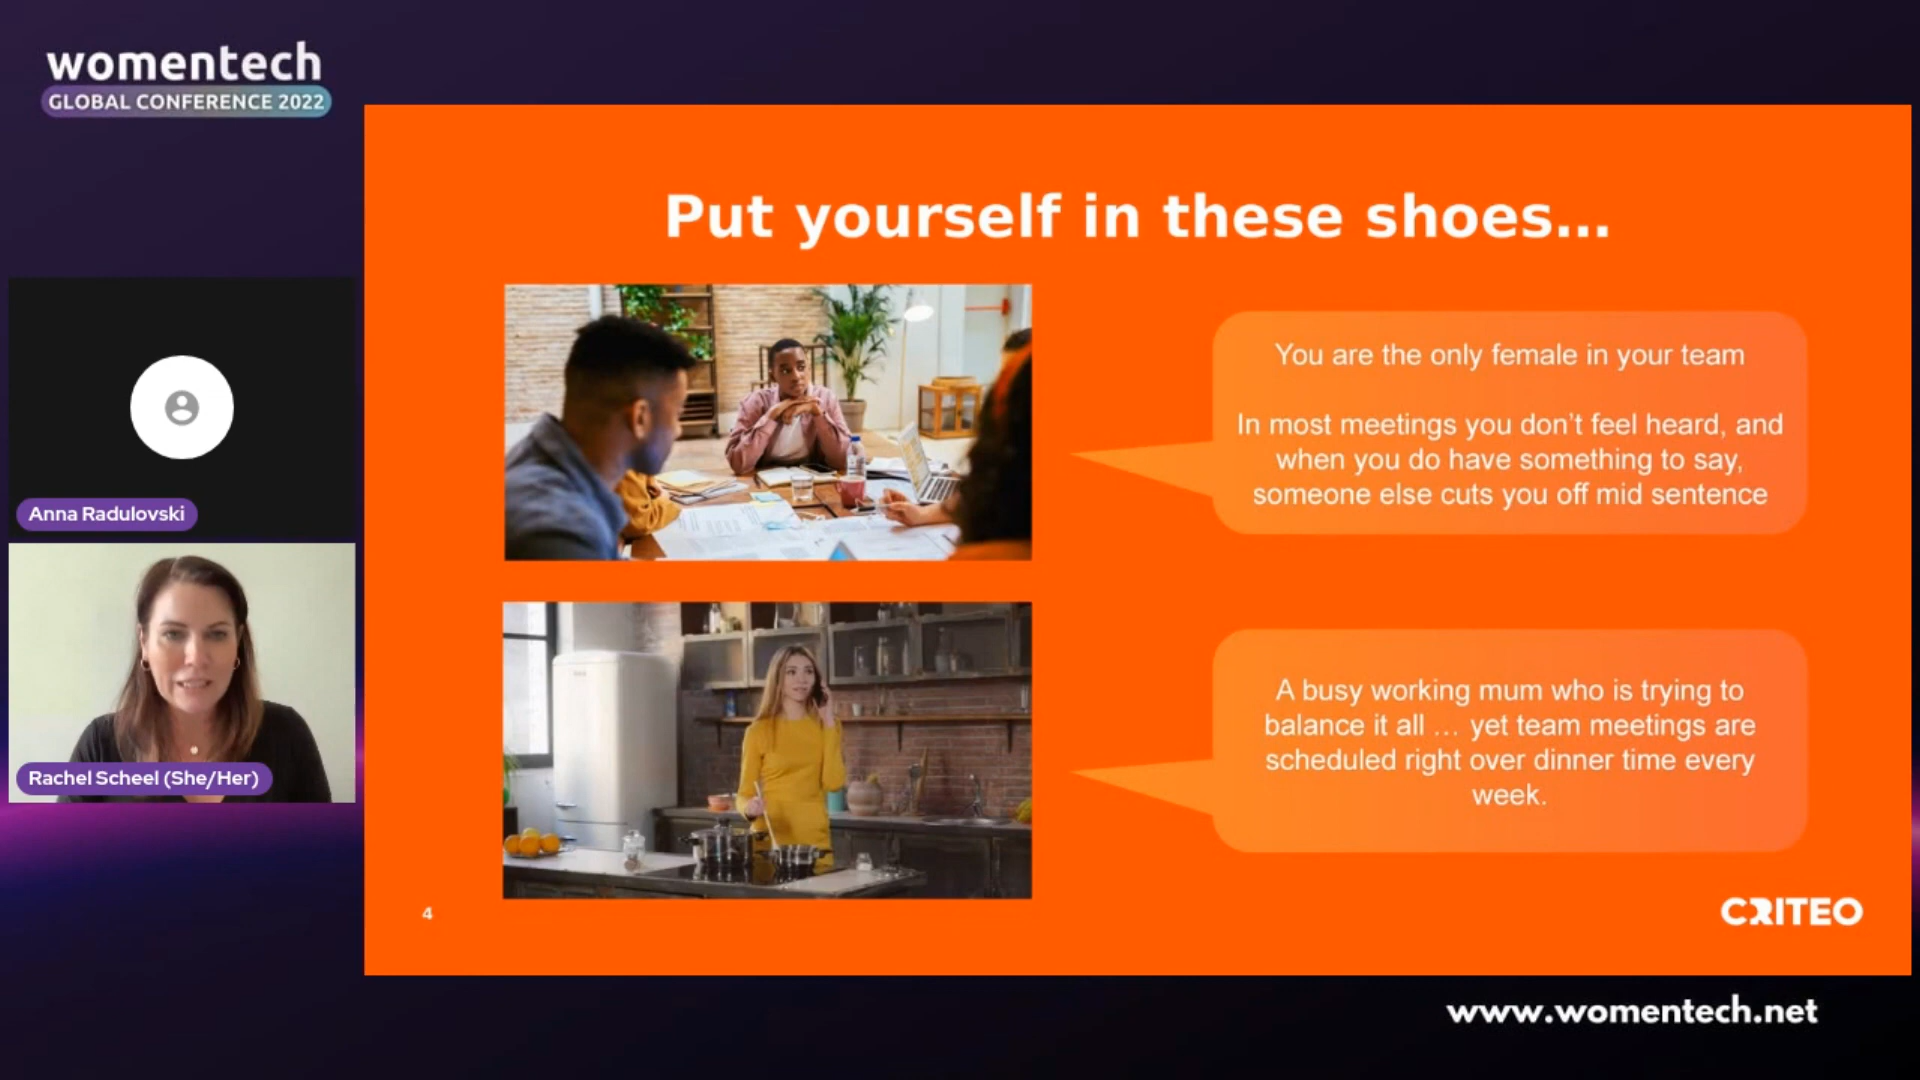 womentech
GLOBAL CONFERENCE 2022
Anna Radulovski
Rachel Scheel (She/Her)
Put yourself in these shoes...
You are the only female in your team
In most meetings you don't feel heard, and
when you do have something to say,
someone else cuts you off mid sentence
A busy working mum who is trying to
balance it all ... yet team meetings are
scheduled right over dinner time every
week.
4
CRITEO
www.womentech.net